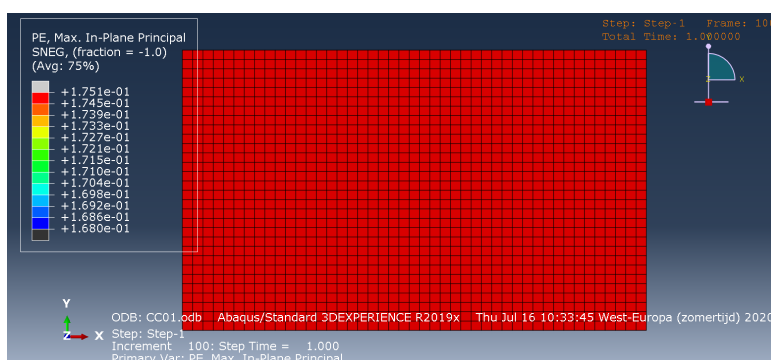 Step: Step-1 Frame: 100
Total Time: 1.000000
PE, Max. In-Plane Principal
SNEG, (fraction = -1.0)
(Avg: 75%)
+1.751e-01
+1.745e-01
+1.739e-01
+1.733e-01
+1.727e-01
+1.721e-01
+1.715e-01
+1.710e-01
+1.704e-01
+1.698e-01
+1.692e-01
+1.686e-01
+1.680e-01
Y
Z X
Y
Z X
ODB: CC01.odb Abaqus/Standard 3DEXPERIENCE R2019x Thu Jul 16 10:33:45 West-Europa (zomertijd) 2020
Step: Step-1
Increment 100: Step Time = 1.000
Primary Var: PE, Max. In-Plane Principal